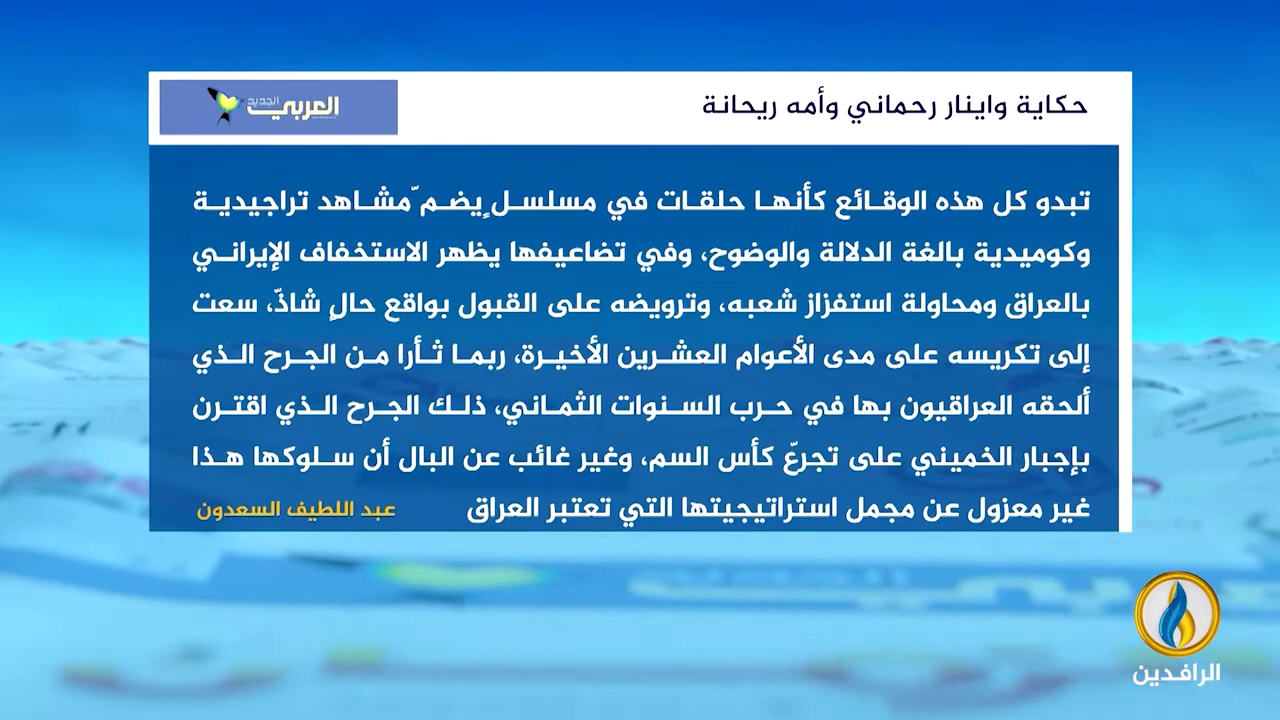 حكاية واينار رحماني وأمه ريحانة
العربي الجديد
تبدو كل هذه الوقائع كأنها حلقات في مسلسلٍ يضمّ مشاهد تراجيدية
وكوميدية بالغة الدلالة والوضوح، وفي تضاعيفها يظهر الاستخفاف الإيراني
بالعراق ومحاولة استفزاز شعبه، وترويضه على القبول بواقع حالٍ شاذّ، سعت
إلى تكريسه على مدى الأعوام العشرين الأخيرة، ربما ثأرا من الجرح الذي
ألحقه العراقيون بها في حرب السنوات الثماني، ذلك الجرح الذي اقترن
بإجبار الخميني على تجرعّ كأس السم، وغير غائب عن البال أن سلوكها هذا
غير معزول عن مجمل استراتيجيتها التي تعتبر العراق
عبد اللطيف السعدون
الرافدين